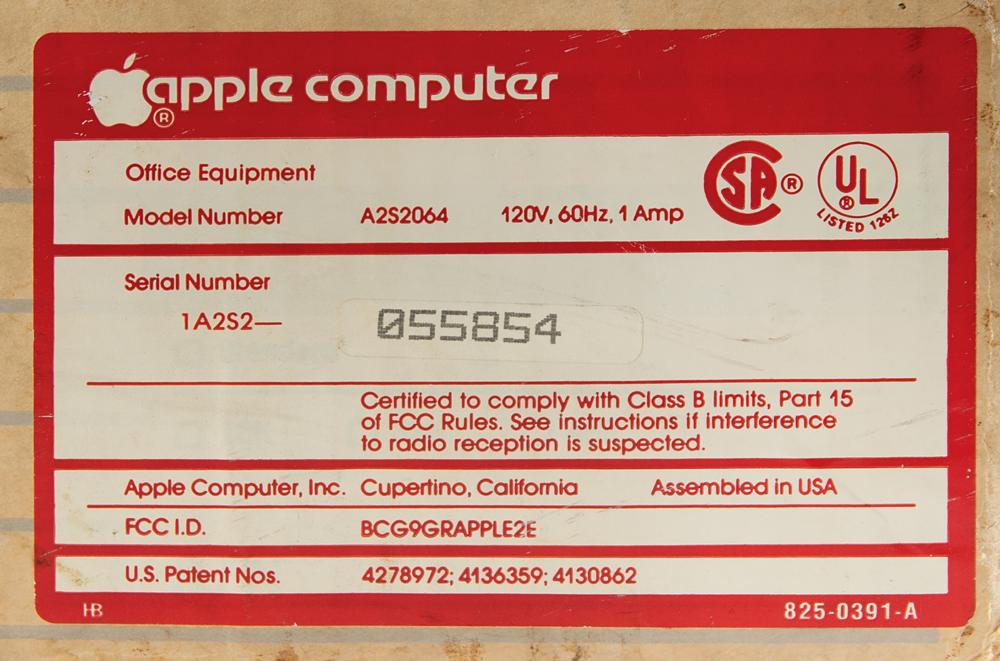 apple computer
®
Office Equipment
Model Number A2S2064 120V, 60Hz, 1 Amp
CSA ®
UL ®
LISTED 126Z
Serial Number
1A2S2— 055854
Certified to comply with Class B limits, Part 15
of FCC Rules. See instructions if interference
to radio reception is suspected.
Apple Computer, Inc. Cupertino, California Assembled in USA
FCC I.D. BCG9GRAPPLE2E
U.S. Patent Nos. 4278972; 4136359; 4130862
HB 825-0391-A